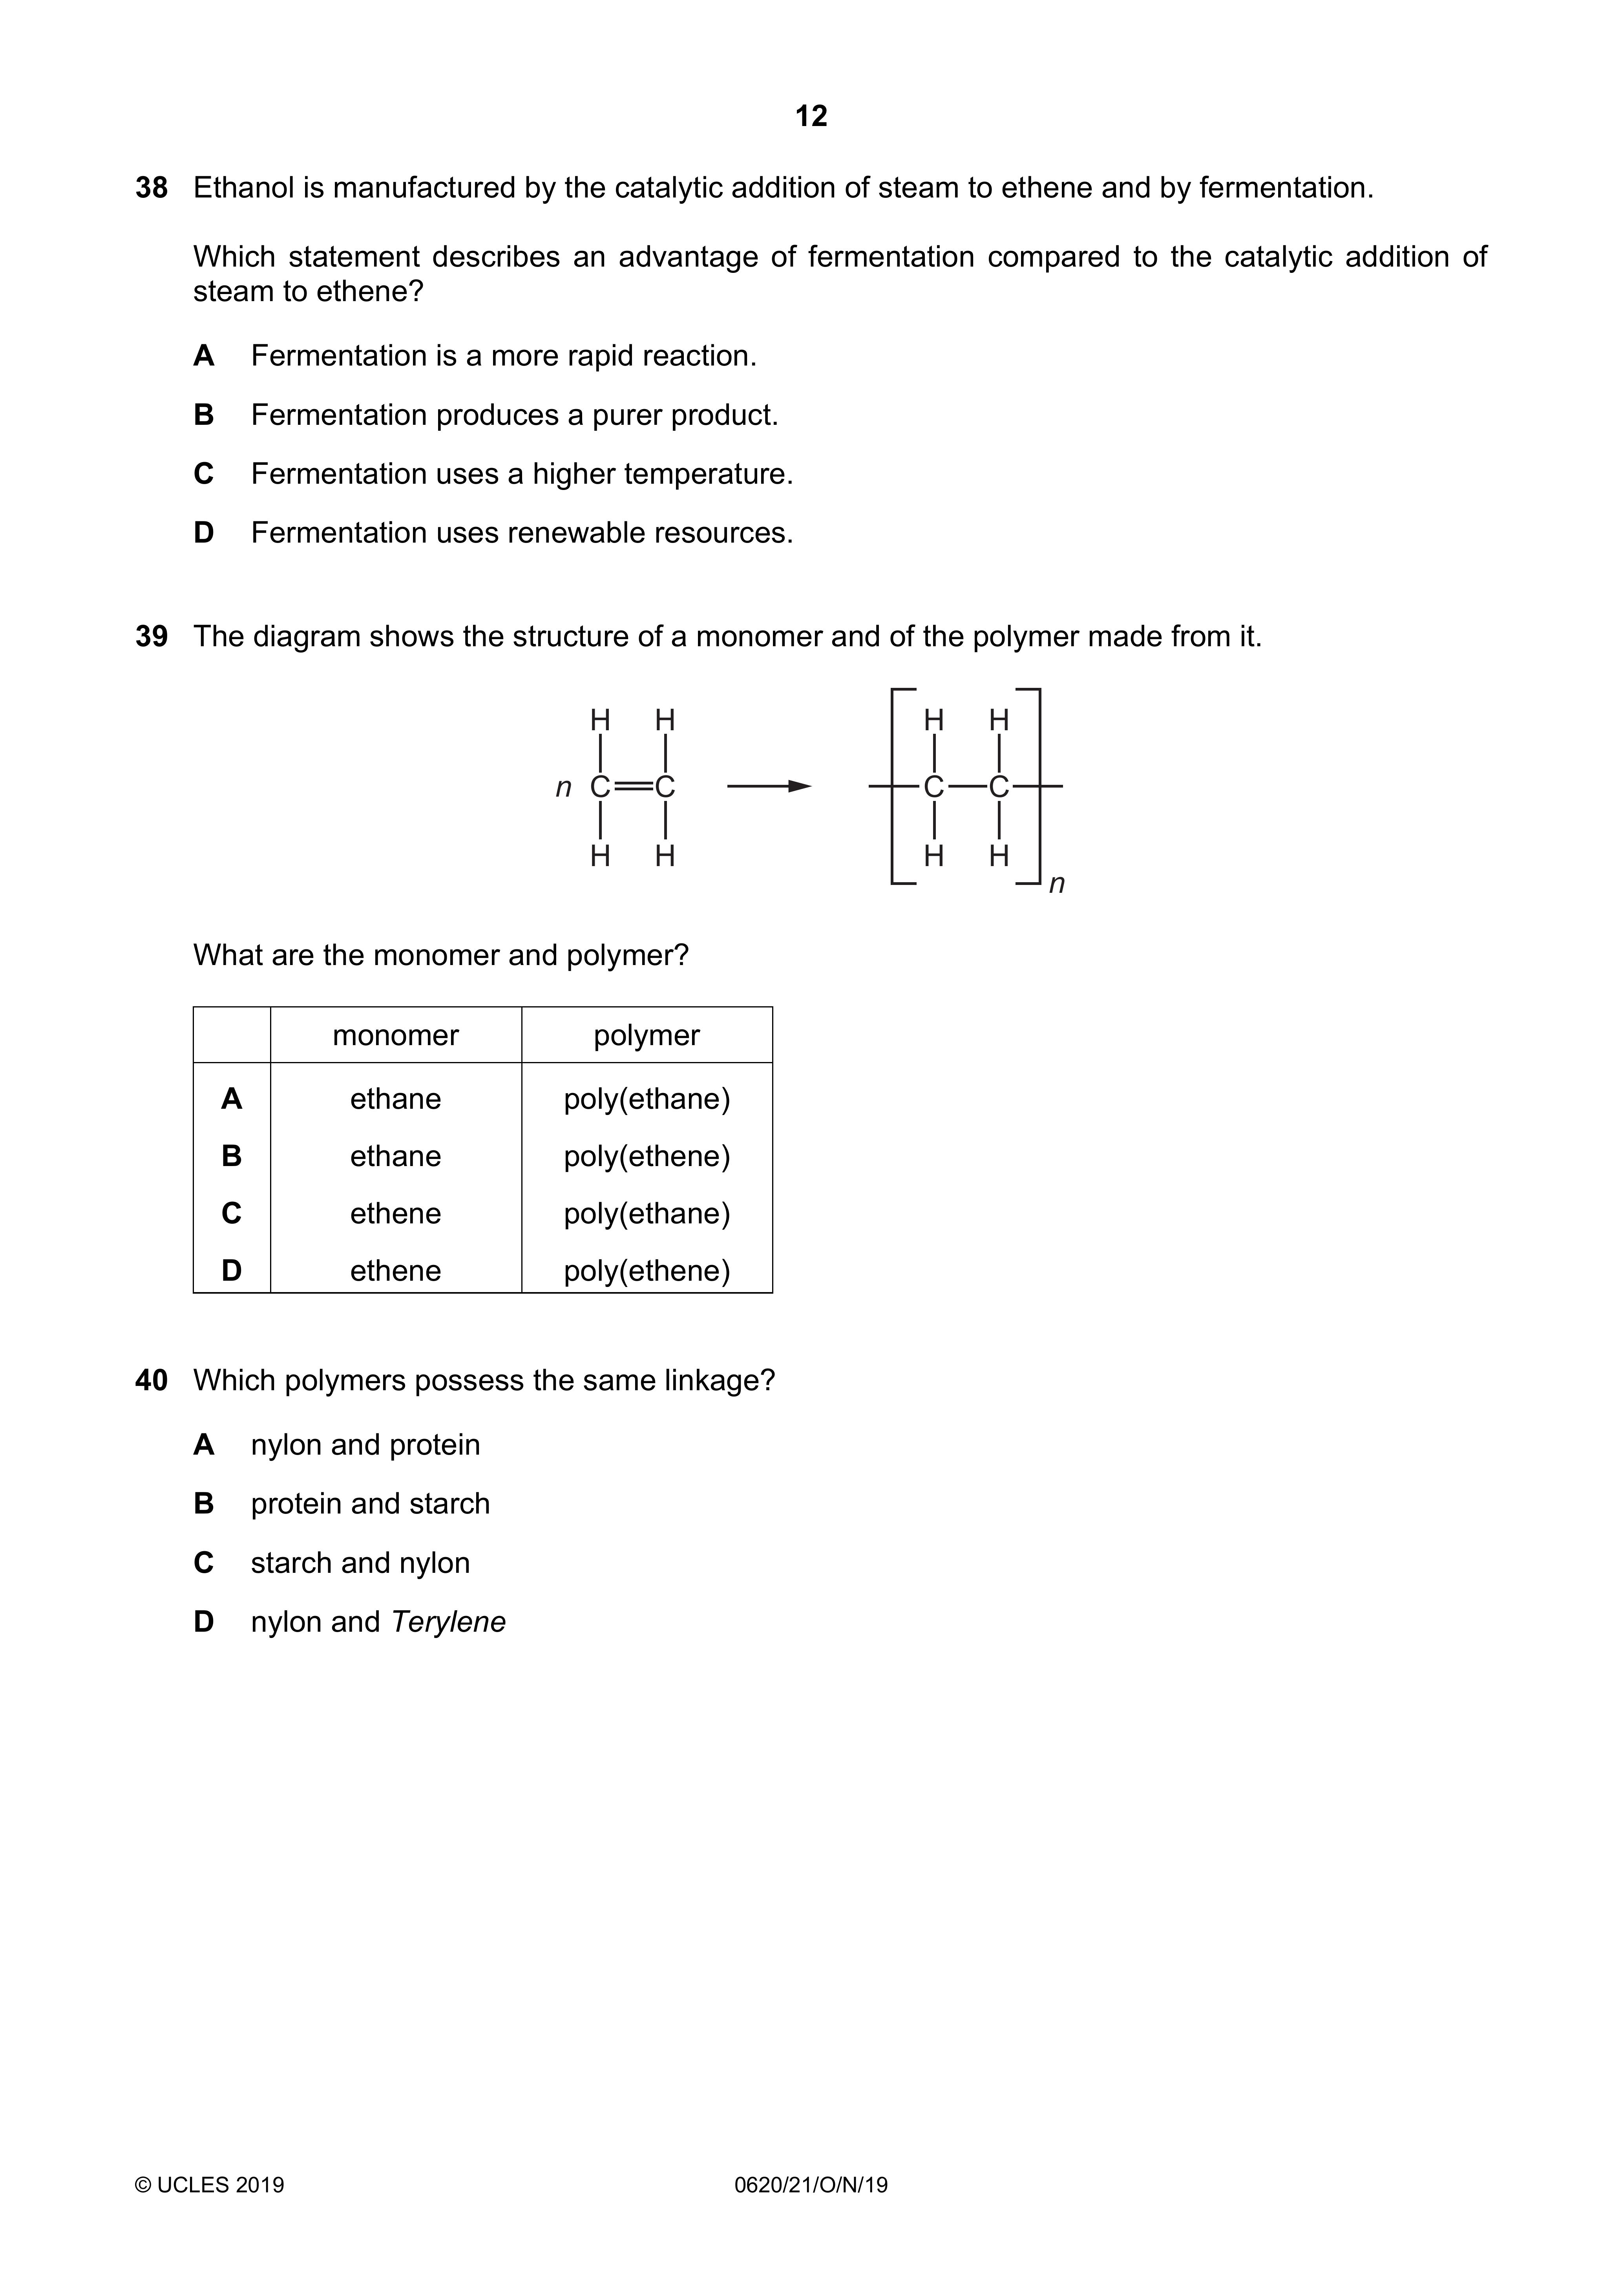 12
38 Ethanol is manufactured by the catalytic addition of steam to ethene and by fermentation.
Which statement describes an advantage of fermentation compared to the catalytic addition of
steam to ethene?
A Fermentation is a more rapid reaction.
B Fermentation produces a purer product.
C Fermentation uses a higher temperature.
D Fermentation uses renewable resources.
39 The diagram shows the structure of a monomer and of the polymer made from it.
H H H H
n C C C C
H H H H
n
What are the monomer and polymer?
monomer polymer
A ethane poly(ethane)
B ethane poly(ethene)
C ethene poly(ethane)
D ethene poly(ethene)
40 Which polymers possess the same linkage?
A nylon and protein
B protein and starch
C starch and nylon
D nylon and Terylene
© UCLES 2019 0620/21/O/N/19